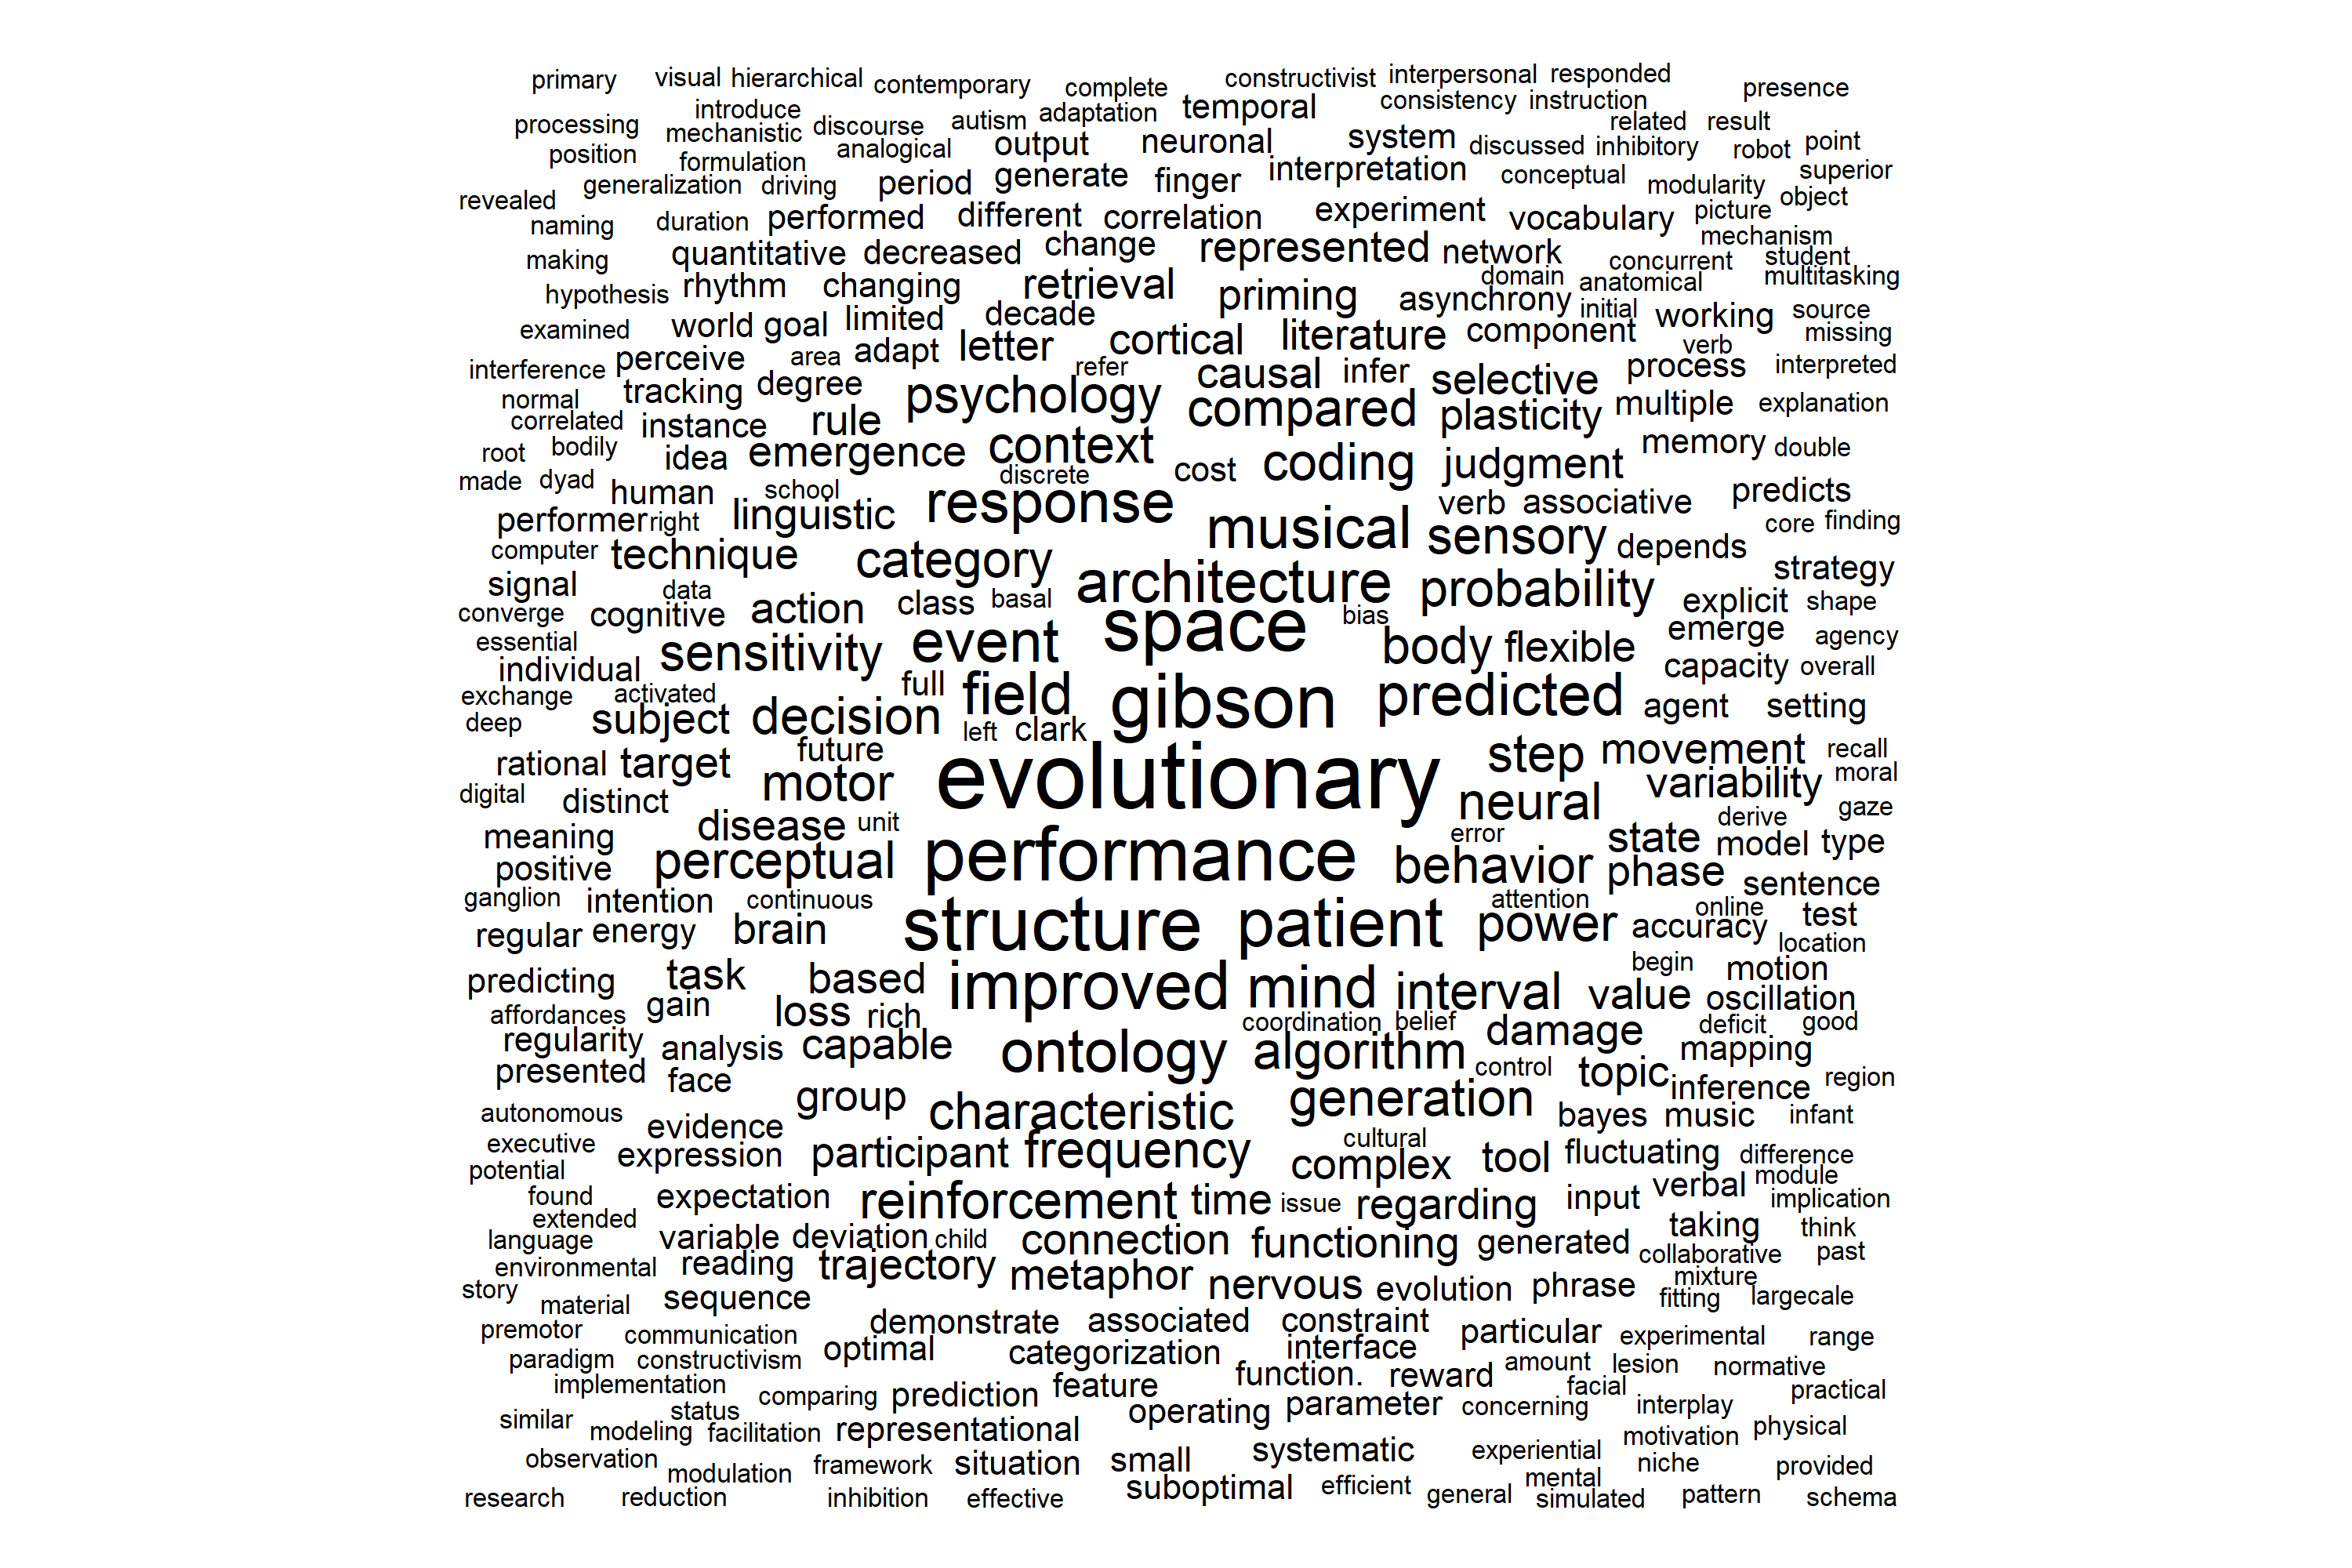 primary visual hierarchical contemporary complete constructivist interpersonal responded presence
introduce adaptation temporal consistency instruction
processing mechanistic discourse autism related result
position formulation analogical output neuronal system discussed inhibitory robot point
revealed generalization driving period generate finger interpretation conceptual modularity superior object
naming duration performed different correlation experiment vocabulary picture mechanism
making quantitative decreased change represented network concurrent student
hypothesis rhythm changing retrieval priming asynchrony domain anatomical initial multitasking
examined world goal limited decade literature component working source missing
interference perceive area adapt letter cortical verb process interpreted
normal tracking degree psychology refer causal infer selective multiple explanation
correlated instance rule compared plasticity
root bodily idea emergence context cost coding judgment memory double
made dyad human school discrete response verb associative predicts
performer right linguistic musical sensory core finding
computer technique category depends strategy
signal data architecture probability
converge cognitive action class basal space bias explicit shape
essential sensitivity event body flexible emerge agency
individual full field gibson predicted capacity overall
exchange activated subject decision left clark agent setting
deep future step movement recall
rational target motor evolutionary neural variability moral
digital distinct disease unit derive gaze
meaning perceptual performance error behavior state model type
positive phase sentence
ganglion intention continuous structure patient attention power online test
regular energy brain accuracy location
predicting task based improved mind interval begin motion
affordances gain loss rich value oscillation
regularity analysis capable coordination belief damage deficit good
presented face ontology algorithm control topic mapping
autonomous group characteristic generation inference region
executive evidence participant frequency cultural bayes music infant
potential expression complex tool fluctuating difference
found expectation reinforcement time issue regarding input verbal module implication
extended taking think
language variable deviation child connection functioning generated collaborative past
environmental reading trajectory metaphor nervous evolution phrase mixture
story material sequence fitting largecale
premotor communication demonstrate associated constraint particular experimental range
paradigm constructivism optimal categorization interface amount lesion normative
implementation comparing prediction feature function. reward facial practical
similar status operating parameter concerning interplay
modeling facilitation representational motivation physical
observation modulation framework situation small systematic experiential niche provided
research reduction inhibition effective suboptimal efficient general mental simulated pattern schema